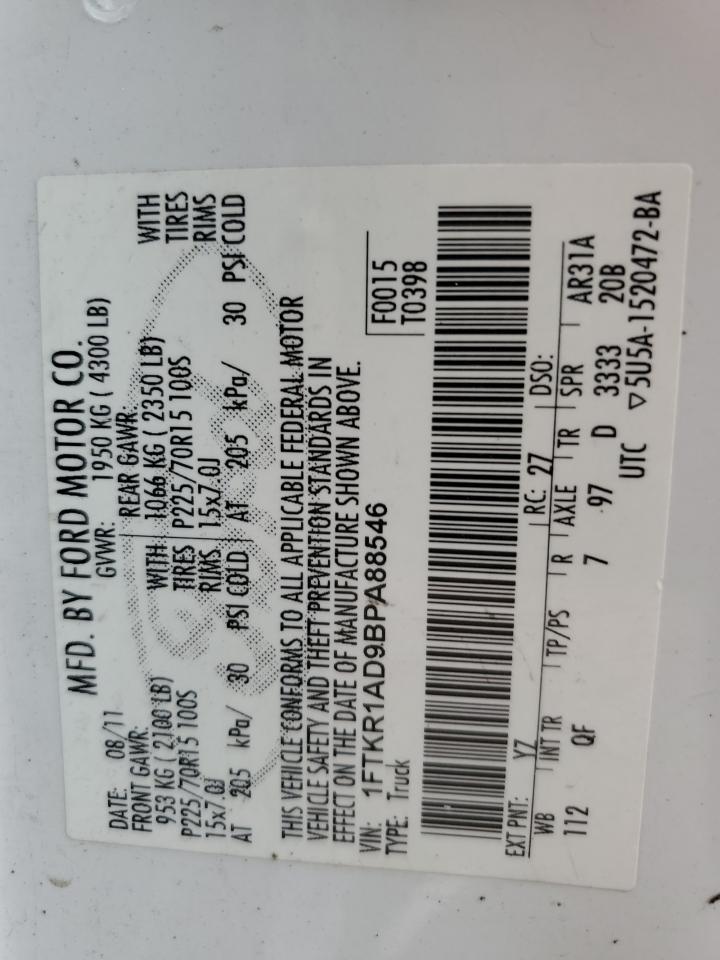 MFD. BY FORD MOTOR CO.
DATE: 08/11 GVWR: 1950 KG ( 4300 LB)
FRONT GAWR: REAR GAWR:
953 KG ( 2100 LB) WITH 1066 KG ( 2350 LB) WITH
P225/70R15 100S TIRES P225/70R15 100S TIRES
15x7.0J RIMS 15x7.0J RIMS
AT 205 kPa/ 30 PSI COLD AT 205 kPa/ 30 PSI COLD
THIS VEHICLE CONFORMS TO ALL APPLICABLE FEDERAL MOTOR
VEHICLE SAFETY AND THEFT PREVENTION STANDARDS IN
EFFECT ON THE DATE OF MANUFACTURE SHOWN ABOVE.
VIN: 1FTKR1AD9BPA88546 F0015
TYPE: Truck T0398
EXT PNT: YZ RC: 27 DSO:
WB INT TR TP/PS R AXLE TR SPR AR31A
112 QF 7 97 D 3333 20B
UTC ▽5U5A-1520472-BA